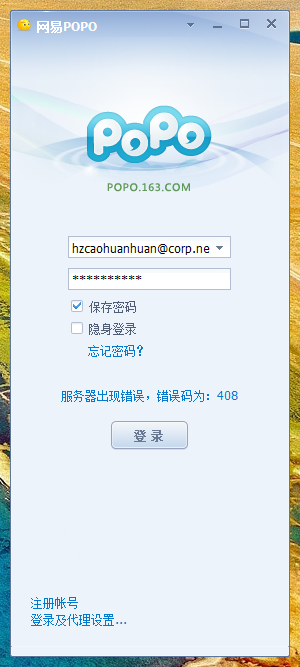 网易POPO
POPO
POPO.163.COM
hzcaohuanhuan@corp.ne
**********
保存密码
隐身登录
忘记密码?
服务器出现错误，错误码为：408
登 录
注册帐号
登录及代理设置...